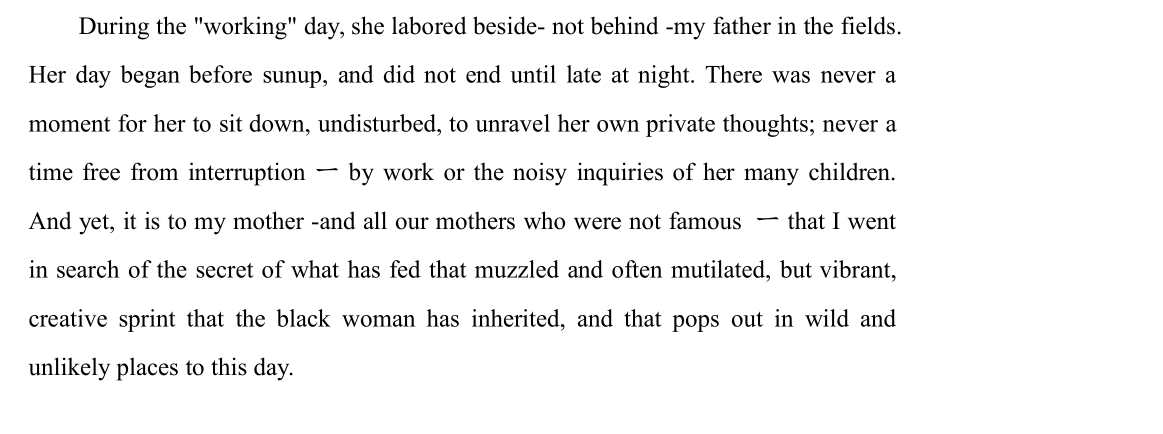 During the "working" day, she labored beside- not behind -my father in the fields.
Her day began before sunup, and did not end until late at night. There was never a
moment for her to sit down, undisturbed, to unravel her own private thoughts; never a
time free from interruption 一 by work or the noisy inquiries of her many children.
And yet, it is to my mother -and all our mothers who were not famous 一 that I went
in search of the secret of what has fed that muzzled and often mutilated, but vibrant,
creative sprint that the black woman has inherited, and that pops out in wild and
unlikely places to this day.